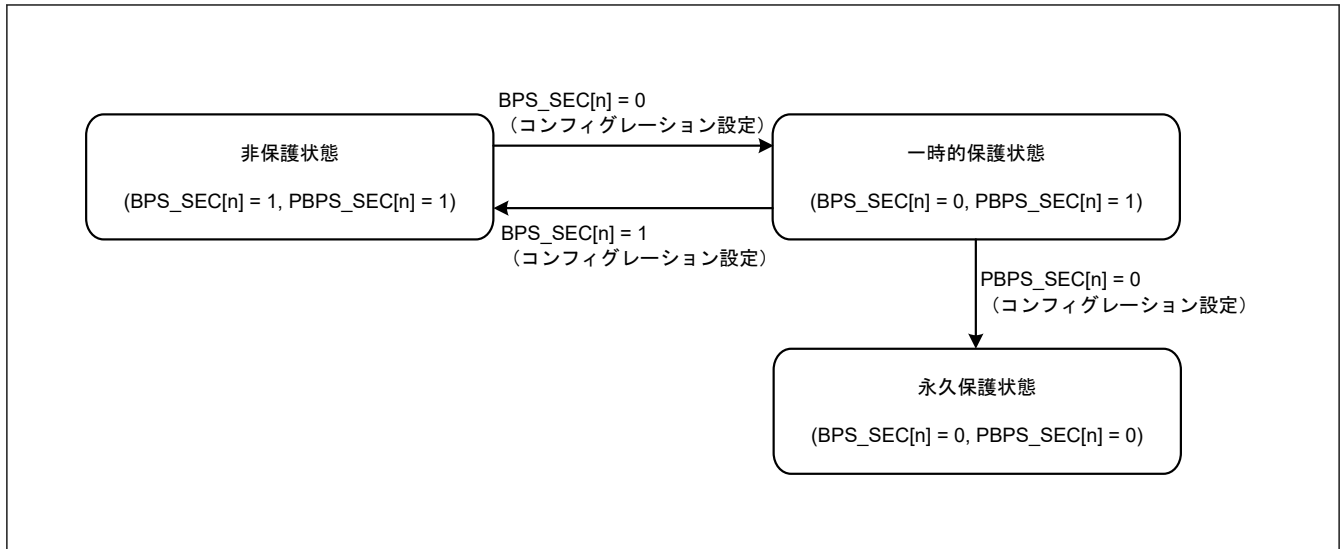 BPS_SEC[n] = 0
（コンフィグレーション設定）
非保護状態
(BPS_SEC[n] = 1, PBPS_SEC[n] = 1)
一時的保護状態
(BPS_SEC[n] = 0, PBPS_SEC[n] = 1)
BPS_SEC[n] = 1
（コンフィグレーション設定）
PBPS_SEC[n] = 0
（コンフィグレーション設定）
永久保護状態
(BPS_SEC[n] = 0, PBPS_SEC[n] = 0)